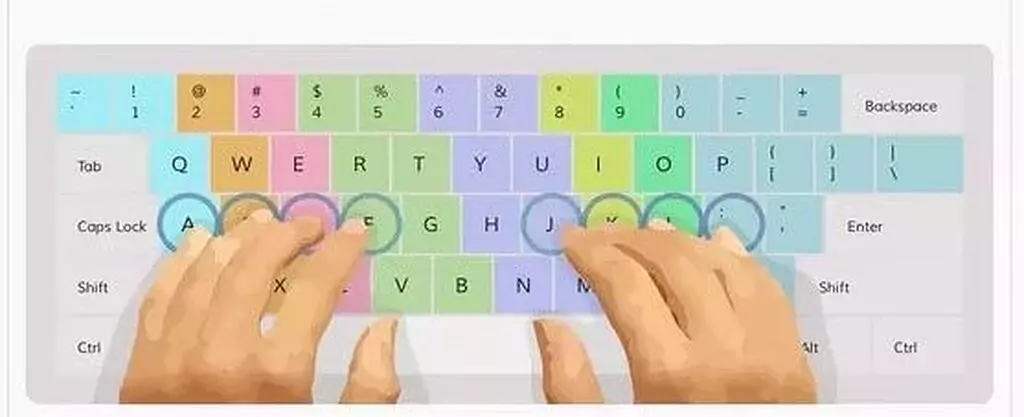 ~ ! @ # $ % ^ & * ( ) _ +
` 1 2 3 4 5 6 7 8 9 0 - = Backspace
Tab Q W E R T Y U I O P { } |
[ ] \
Caps Lock A F G H J K : " Enter
'
Shift X V B N M Shift
Ctrl Alt Ctrl